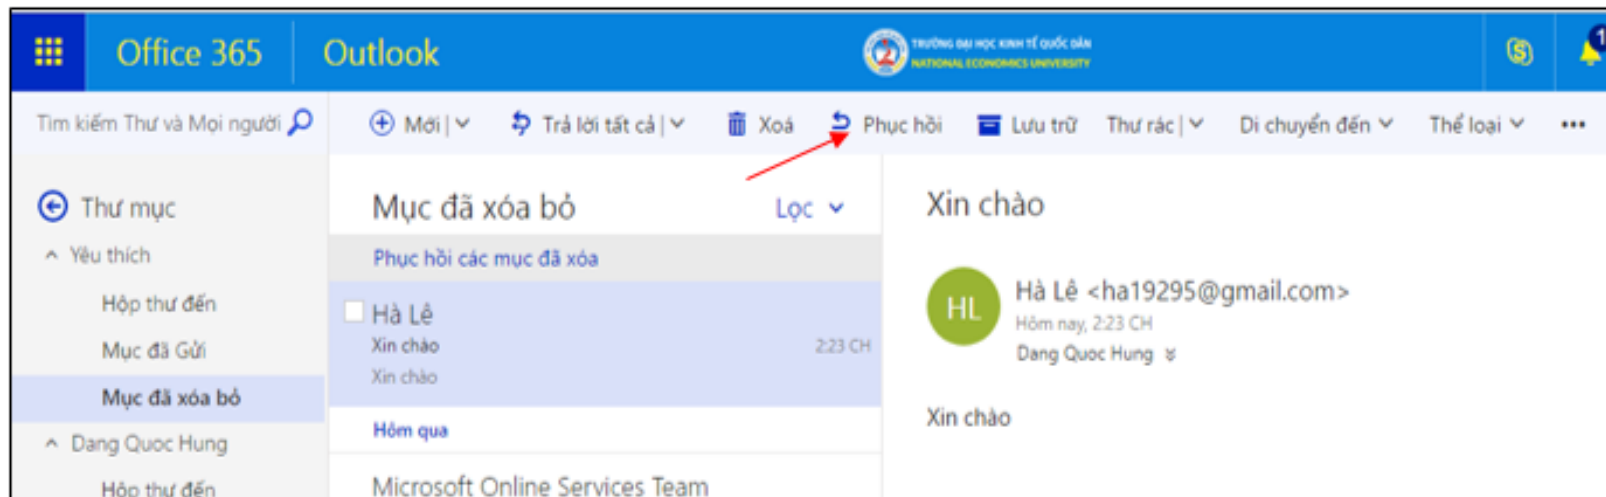 Office 365
Outlook
TRƯỜNG ĐẠI HỌC KINH TẾ QUỐC DÂN
NATIONAL ECONOMICS UNIVERSITY
1
Tìm kiếm Thư và Mọi người
Mới
Trả lời tất cả
Xoá
Phục hồi
Lưu trữ
Thư rác
Di chuyển đến
Thể loại
Thư mục
Yêu thích
Hộp thư đến
Mục đã Gửi
Mục đã xóa bỏ
Dang Quoc Hung
Hộp thư đến
Mục đã xóa bỏ
Lọc
Phục hồi các mục đã xóa
Hà Lê
Xin chào
2:23 CH
Xin chào
Hôm qua
Microsoft Online Services Team
Xin chào
HL
Hà Lê <ha19295@gmail.com>
Hôm nay, 2:23 CH
Dang Quoc Hung
Xin chào